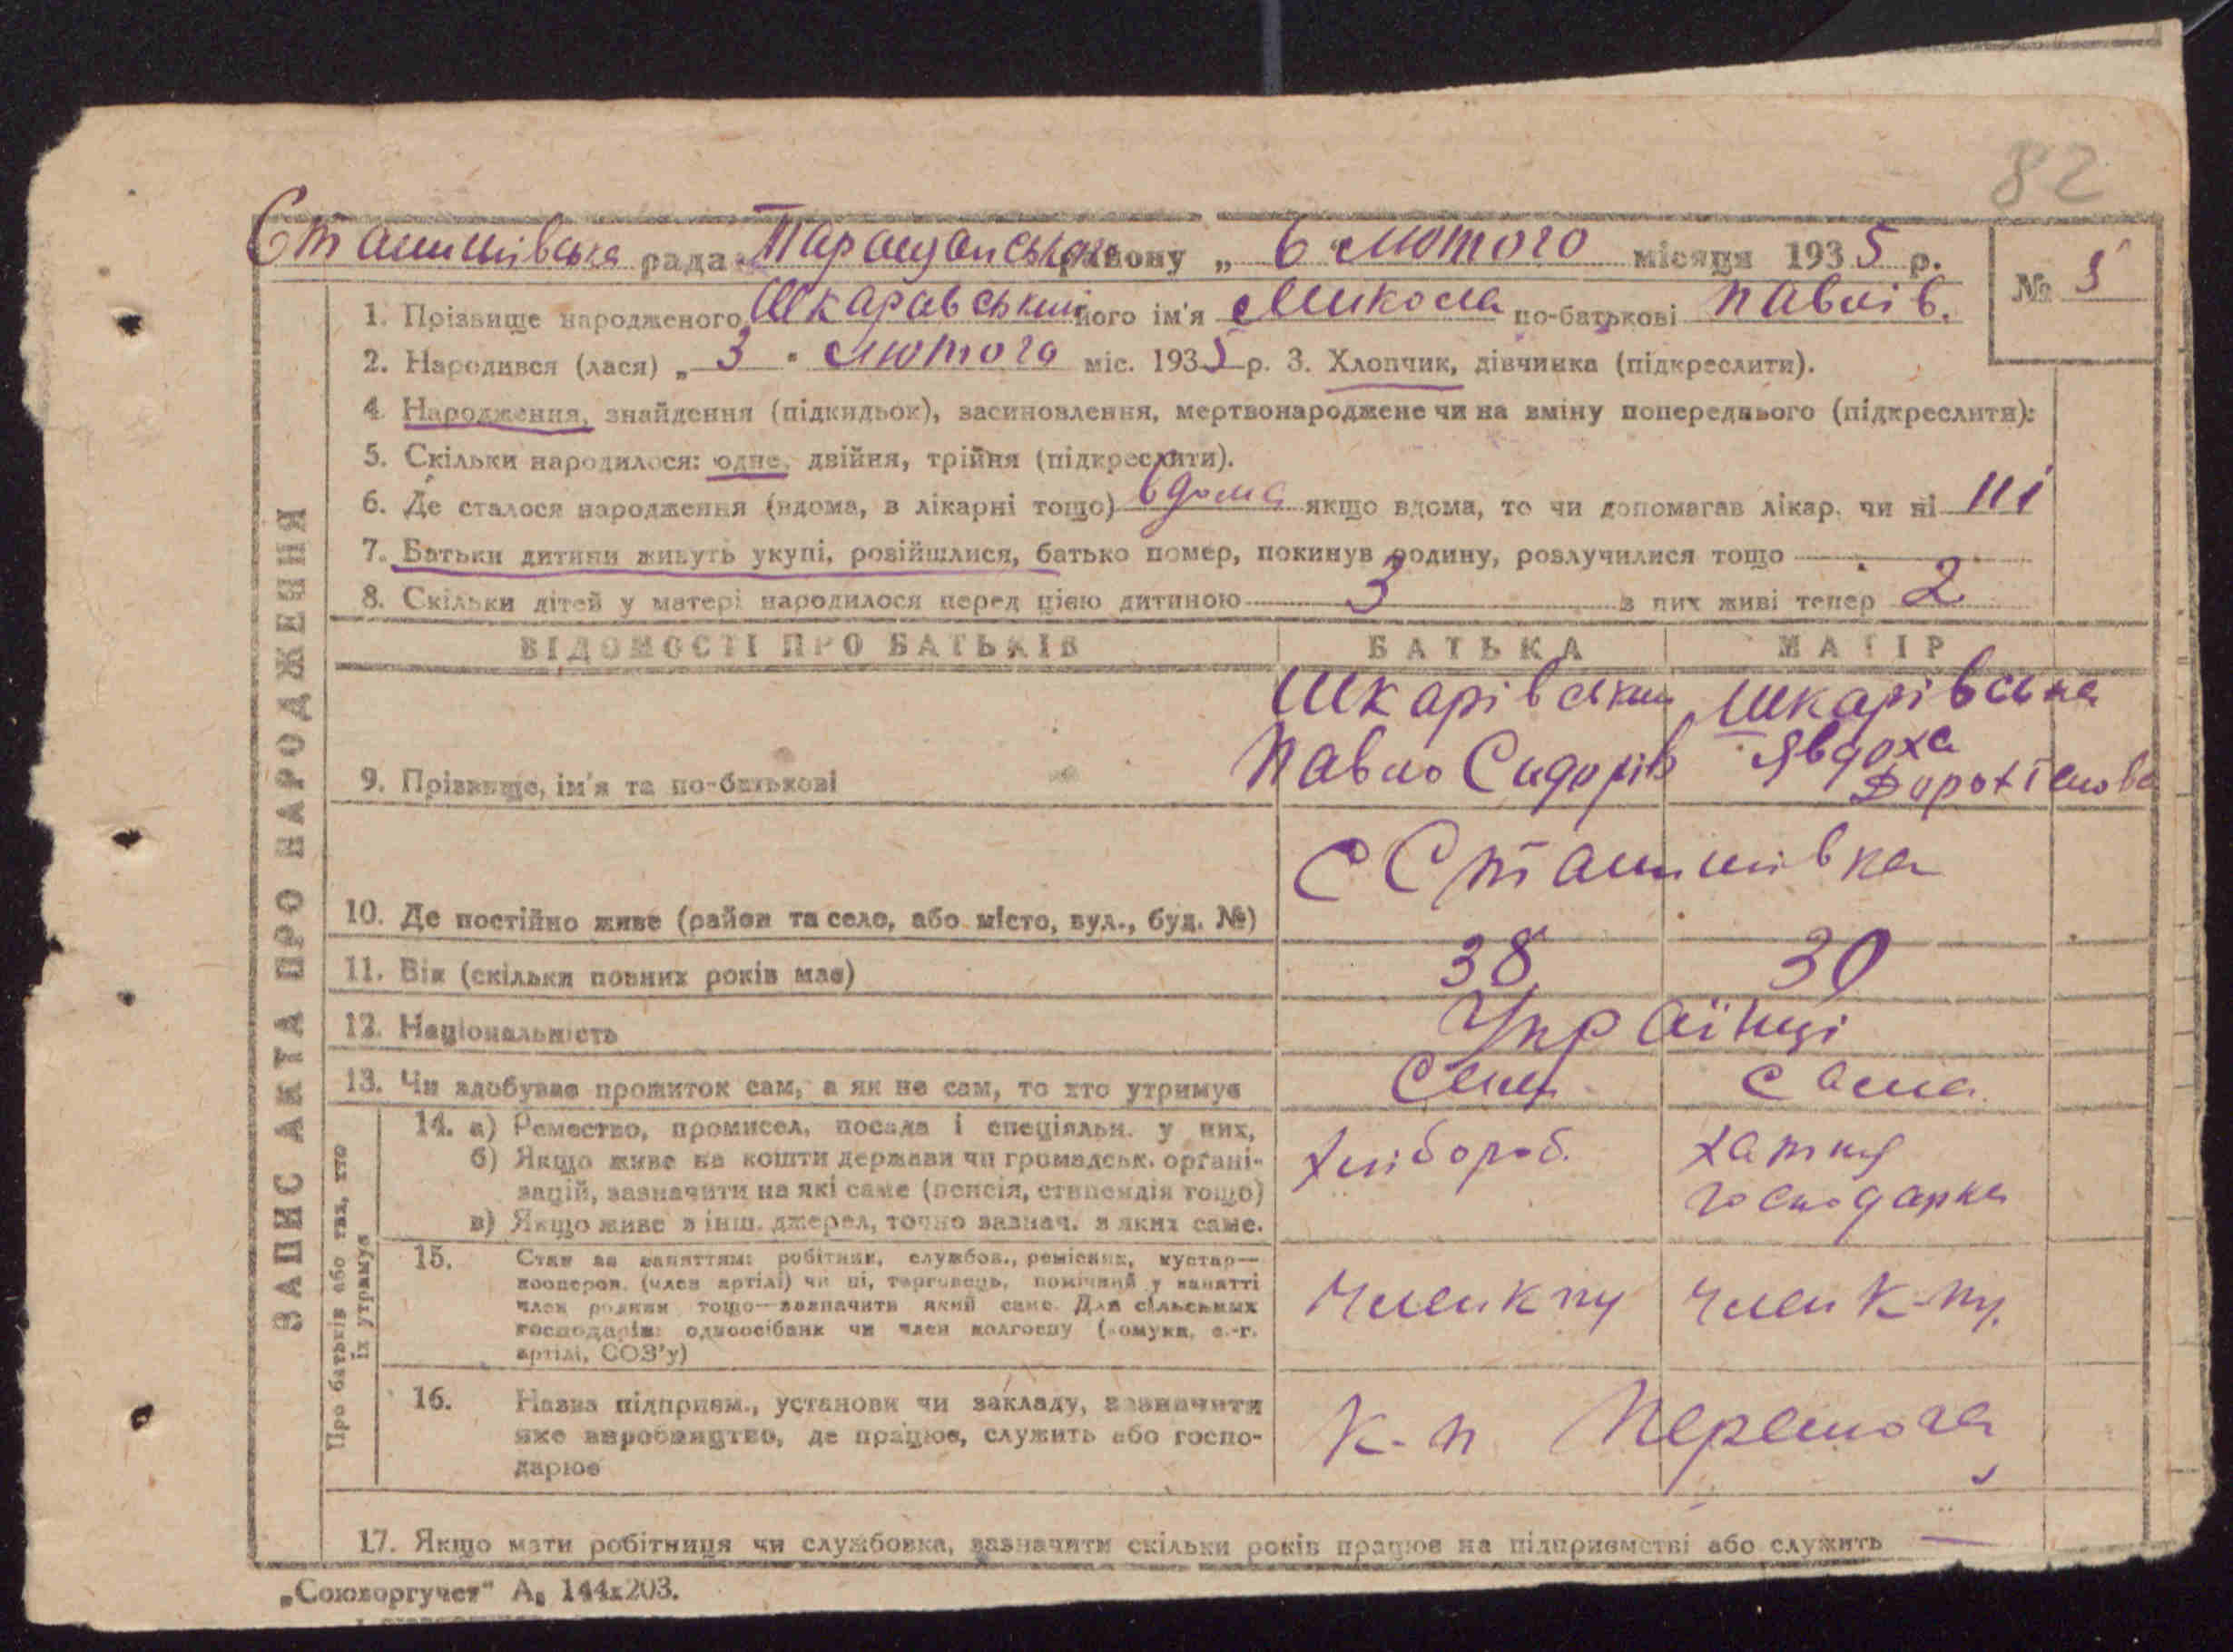 82
Станишівська рада Таращанського району „ 6 " лютого місяця 1935 р.
№ 5
1. Прізвище народженого Шкаравський його ім'я Микола по-батькові Павлів.
2. Народився (лася) „ 3 " лютого міс. 1935 р. 3. Хлопчик, дівчинка (підкреслити).
4. Народження, знайдення (підкидьок), засиновлення, мертвонароджене чи на зміну попереднього (підкреслити):
5. Скільки народилося: одне, двійня, трійня (підкреслити).
6. Де сталося народження (вдома, в лікарні тощо) вдома якщо вдома, то чи допомагав лікар, чи ні ні
7. Батьки дитини живуть укупі, розійшлися, батько помер, покинув родину, розлучилися тощо
8. Скільки дітей у матері народилося перед цією дитиною 3 з них живі тепер 2
ВІДОМОСТІ ПРО БАТЬКІВ БАТЬКА МАТІР
Шкарівський Шкарівська
Павло Сидорів Явдоха
9. Прізвище, ім'я та по-батькові Дорохтеова
с Станишівка
10. Де постійно живе (район та село, або місто, вул., буд. №)
11. Вік (скільки повних років має) 38 30
12. Національність Українці
13. Чи здобуває прожиток сам, а як не сам, то хто утримує Сам Сама
14. а) Ремество, промисел, посада і спеціяльн. у них,
б) Якщо живе на кошти держави чи громадськ. органі-
зацій, зазначити на які саме (пенсія, стипендія тощо)
в) Якщо живе з інш. джерел, точно зазнач. з яких саме.
Хлібороб. Хатня
господарка
15. Стан за заняттям: робітник, службов., ремісник, кустар—
кооперов. (член артілі) чи ні, торговець, помічний у занятті
член родини тощо—зазначити який саме. Для сільських
господарів: одноосібник чи член колгоспу (комуни, с.-г.
артілі, СОЗ'у)
Член к пу член к-пу.
16. Назва підприєм., установи чи закладу, зазначити
яке виробництво, де працює, служить або госпо-
дарює
К-п Перемога
17. Якщо мати робітниця чи службовка, зазначити скільки років працює на підприємстві або служить —
ЗАПИС АКТА ПРО НАРОДЖЕННЯ
Про батьків або тих, хто
їх утримує
„Союзоргучет" А₅ 144х203.